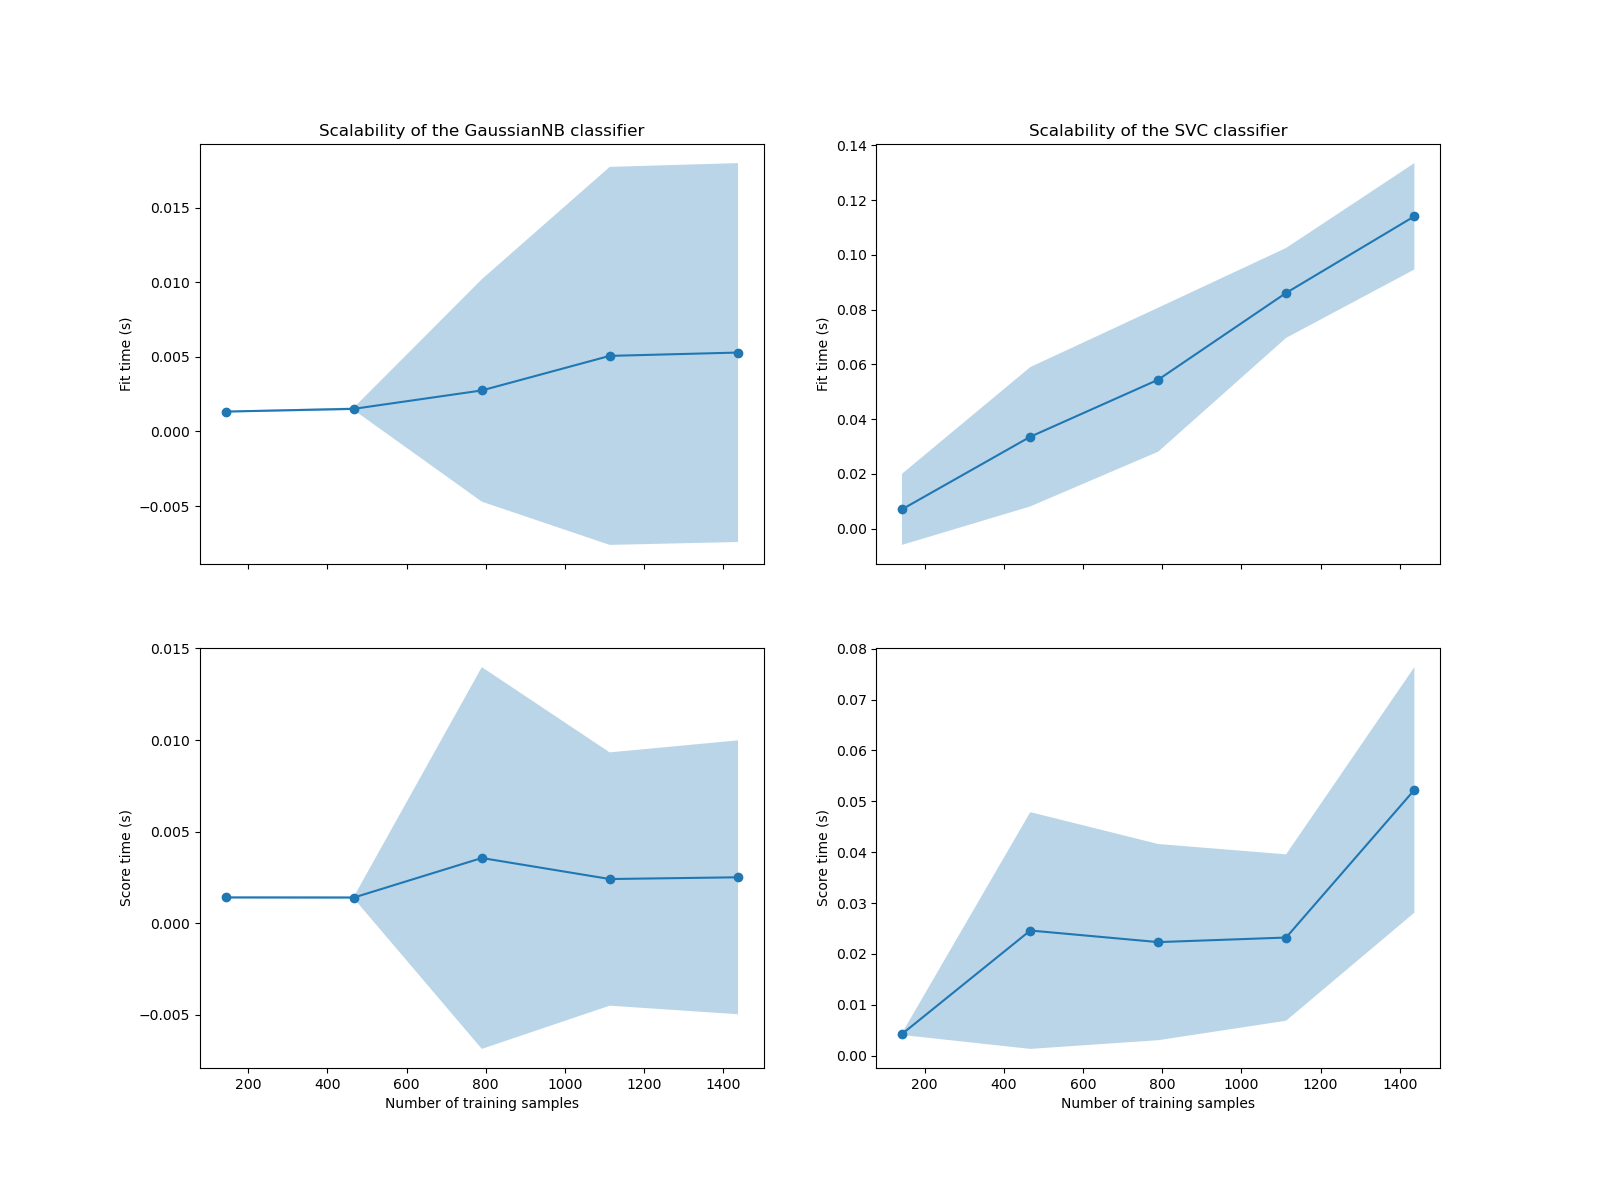 Scalability of the GaussianNB classifier
0.015
0.010
0.005
0.000
−0.005
Fit time (s)
Scalability of the SVC classifier
0.14
0.12
0.10
0.08
0.06
0.04
0.02
0.00
Fit time (s)
0.015
0.010
0.005
0.000
−0.005
Score time (s)
200 400 600 800 1000 1200 1400
Number of training samples
0.08
0.07
0.06
0.05
0.04
0.03
0.02
0.01
0.00
Score time (s)
200 400 600 800 1000 1200 1400
Number of training samples